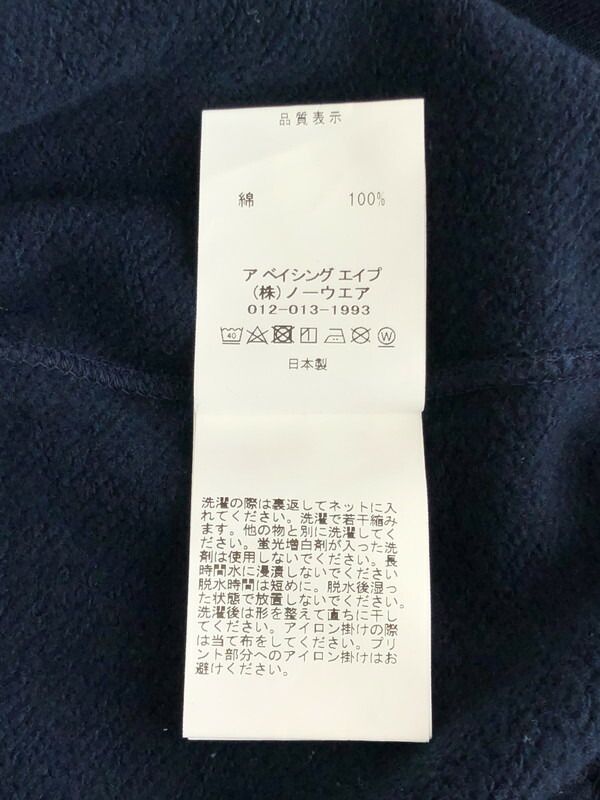 品質表示
綿 100%
ア ベイシング エイプ
(株)ノーウエア
012-013-1993
40
W
日本製
洗濯の際は裏返してネットに入
れてください。洗濯で若干縮み
ます。他の物と別に洗濯してく
ださい。蛍光増白剤が入った洗
剤は使用しないでください。長
時間水に浸漬しないでください
脱水時間は短めに。脱水後湿っ
た状態で放置しないでください。
洗濯後は形を整えて直ちに干し
てください。アイロン掛けの際
は当て布をしてください。プリ
ント部分へのアイロン掛けはお
避けください。